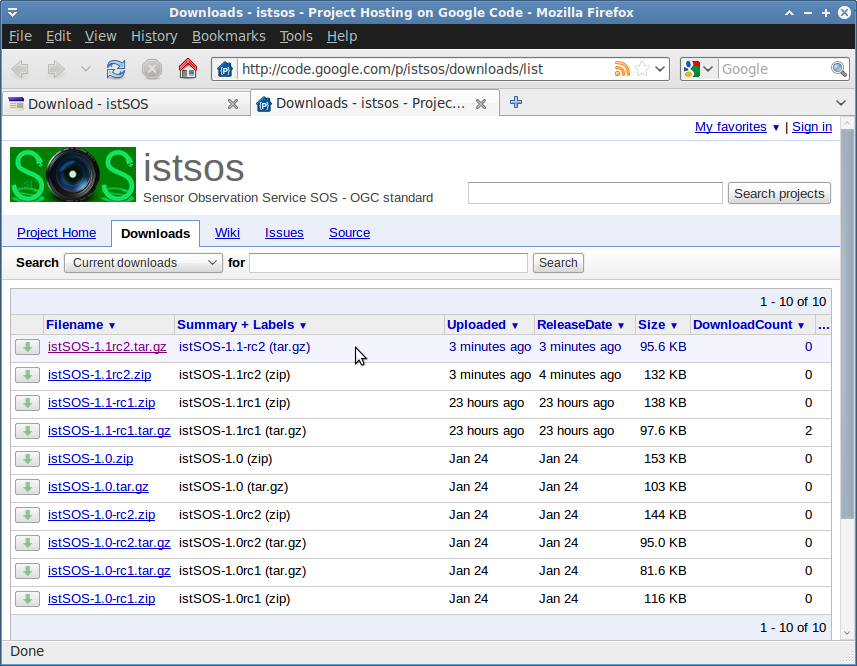 Downloads - istsos - Project Hosting on Google Code - Mozilla Firefox
File Edit View History Bookmarks Tools Help
http://code.google.com/p/istsos/downloads/list Google
Download - istSOS Downloads - istsos - Projec...
My favorites ▼ | Sign in
SOS istsos
Sensor Observation Service SOS - OGC standard Search projects
Project Home Downloads Wiki Issues Source
Search Current downloads for Search
1 - 10 of 10
Filename ▼ Summary + Labels ▼ Uploaded ▼ ReleaseDate ▼ Size ▼ DownloadCount ▼ ...
istSOS-1.1rc2.tar.gz istSOS-1.1-rc2 (tar.gz) 3 minutes ago 3 minutes ago 95.6 KB 0
istSOS-1.1rc2.zip istSOS-1.1rc2 (zip) 3 minutes ago 4 minutes ago 132 KB 0
istSOS-1.1-rc1.zip istSOS-1.1rc1 (zip) 23 hours ago 23 hours ago 138 KB 0
istSOS-1.1-rc1.tar.gz istSOS-1.1rc1 (tar.gz) 23 hours ago 23 hours ago 97.6 KB 2
istSOS-1.0.zip istSOS-1.0 (zip) Jan 24 Jan 24 153 KB 0
istSOS-1.0.tar.gz istSOS-1.0 (tar.gz) Jan 24 Jan 24 103 KB 0
istSOS-1.0-rc2.zip istSOS-1.0rc2 (zip) Jan 24 Jan 24 144 KB 0
istSOS-1.0-rc2.tar.gz istSOS-1.0rc2 (tar.gz) Jan 24 Jan 24 95.0 KB 0
istSOS-1.0-rc1.tar.gz istSOS-1.0rc1 (tar.gz) Jan 24 Jan 24 81.6 KB 0
istSOS-1.0-rc1.zip istSOS-1.0rc1 (zip) Jan 24 Jan 24 116 KB 0
1 - 10 of 10
Done